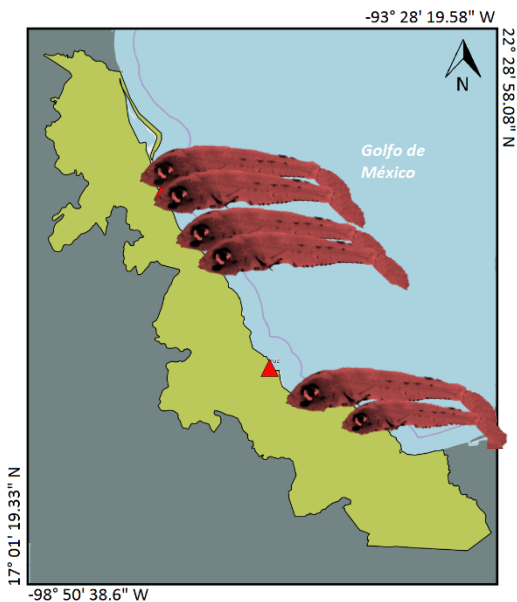 -93° 28' 19.58" W
22° 28' 58.08" N
N
Golfo de
México
17° 01' 19.33" N
-98° 50' 38.6" W